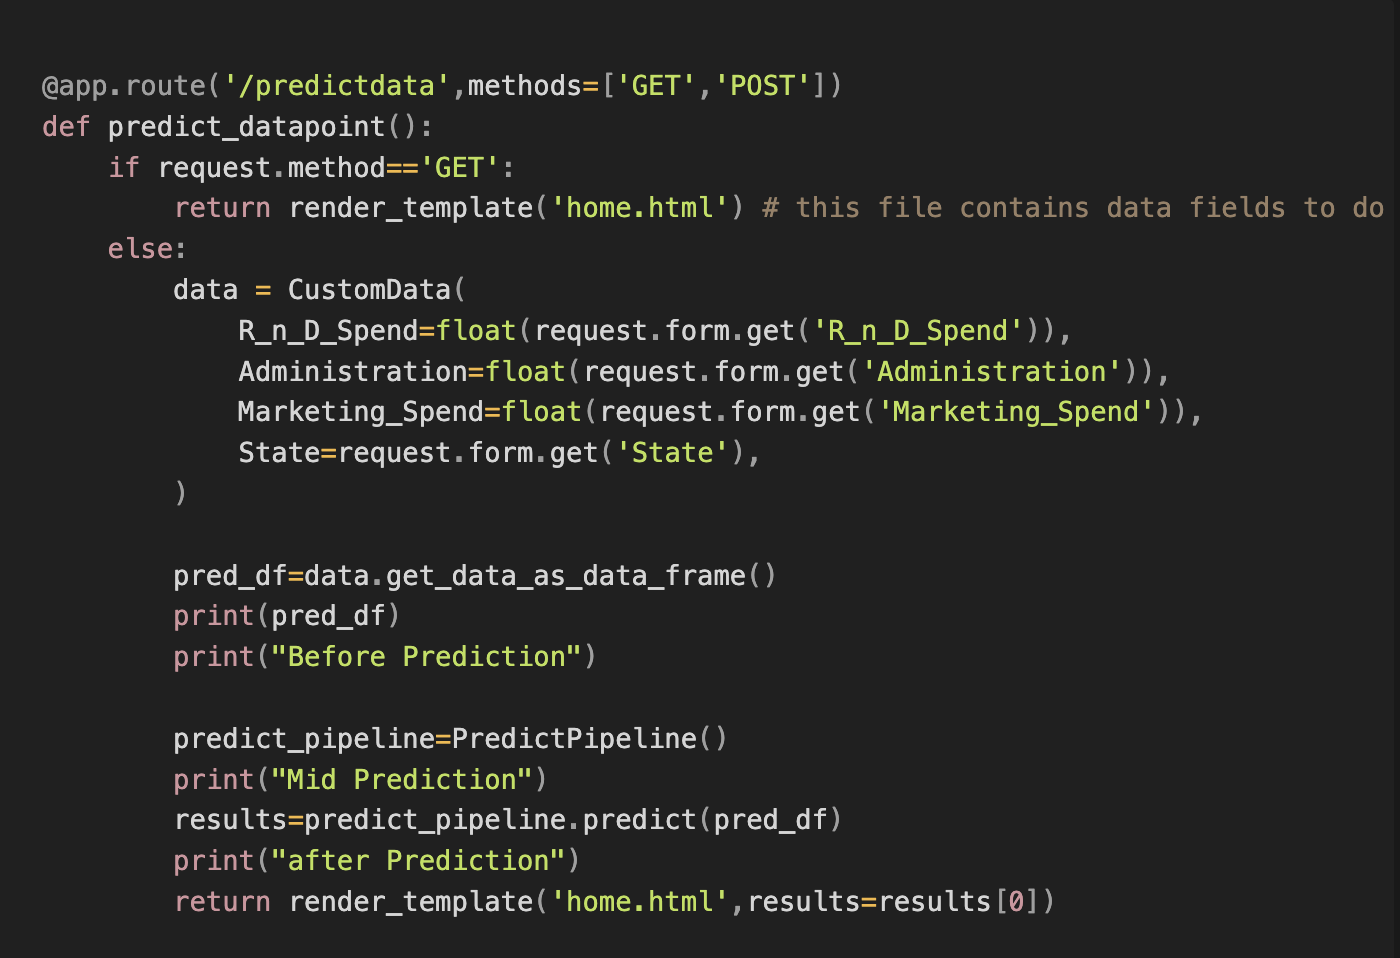 @app.route('/predictdata',methods=['GET','POST'])
def predict_datapoint():
    if request.method=='GET':
        return render_template('home.html') # this file contains data fields to do
    else:
        data = CustomData(
            R_n_D_Spend=float(request.form.get('R_n_D_Spend')),
            Administration=float(request.form.get('Administration')),
            Marketing_Spend=float(request.form.get('Marketing_Spend')),
            State=request.form.get('State'),
        )

        pred_df=data.get_data_as_data_frame()
        print(pred_df)
        print("Before Prediction")

        predict_pipeline=PredictPipeline()
        print("Mid Prediction")
        results=predict_pipeline.predict(pred_df)
        print("after Prediction")
        return render_template('home.html',results=results[0])